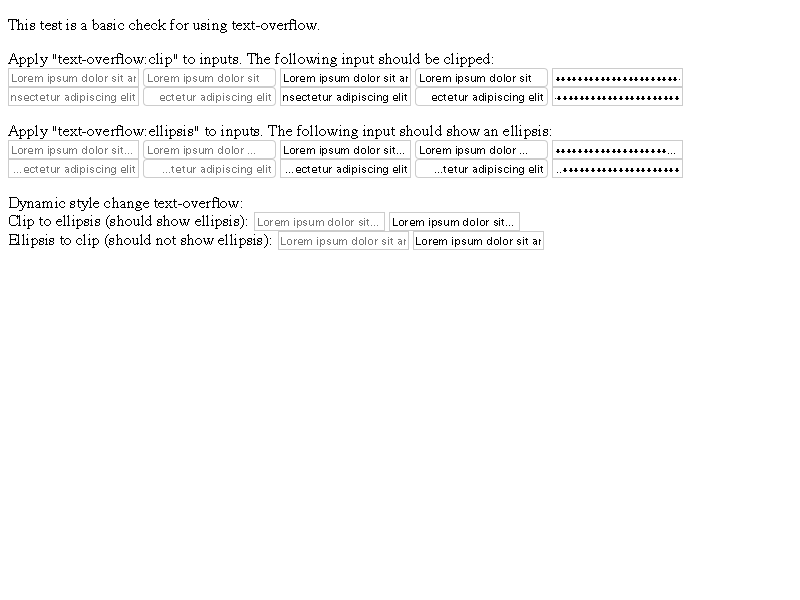 This test is a basic check for using text-overflow.
Apply "text-overflow:clip" to inputs. The following input should be clipped:
Lorem ipsum dolor sit ar Lorem ipsum dolor sit Lorem ipsum dolor sit ar Lorem ipsum dolor sit
nsectetur adipiscing elit ectetur adipiscing elit nsectetur adipiscing elit ectetur adipiscing elit
Apply "text-overflow:ellipsis" to inputs. The following input should show an ellipsis:
Lorem ipsum dolor sit... Lorem ipsum dolor ... Lorem ipsum dolor sit... Lorem ipsum dolor ... ...
...ectetur adipiscing elit ...tetur adipiscing elit ...ectetur adipiscing elit ...tetur adipiscing elit ...
Dynamic style change text-overflow:
Clip to ellipsis (should show ellipsis): Lorem ipsum dolor sit... Lorem ipsum dolor sit...
Ellipsis to clip (should not show ellipsis): Lorem ipsum dolor sit ar Lorem ipsum dolor sit ar